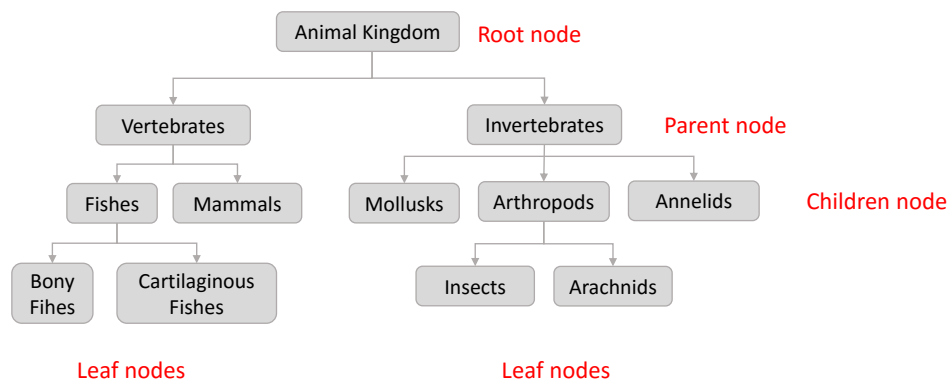 Animal Kingdom
Root node
Vertebrates
Invertebrates
Parent node
Fishes
Mammals
Mollusks
Arthropods
Annelids
Children node
Bony
Fihes
Cartilaginous
Fishes
Insects
Arachnids
Leaf nodes
Leaf nodes